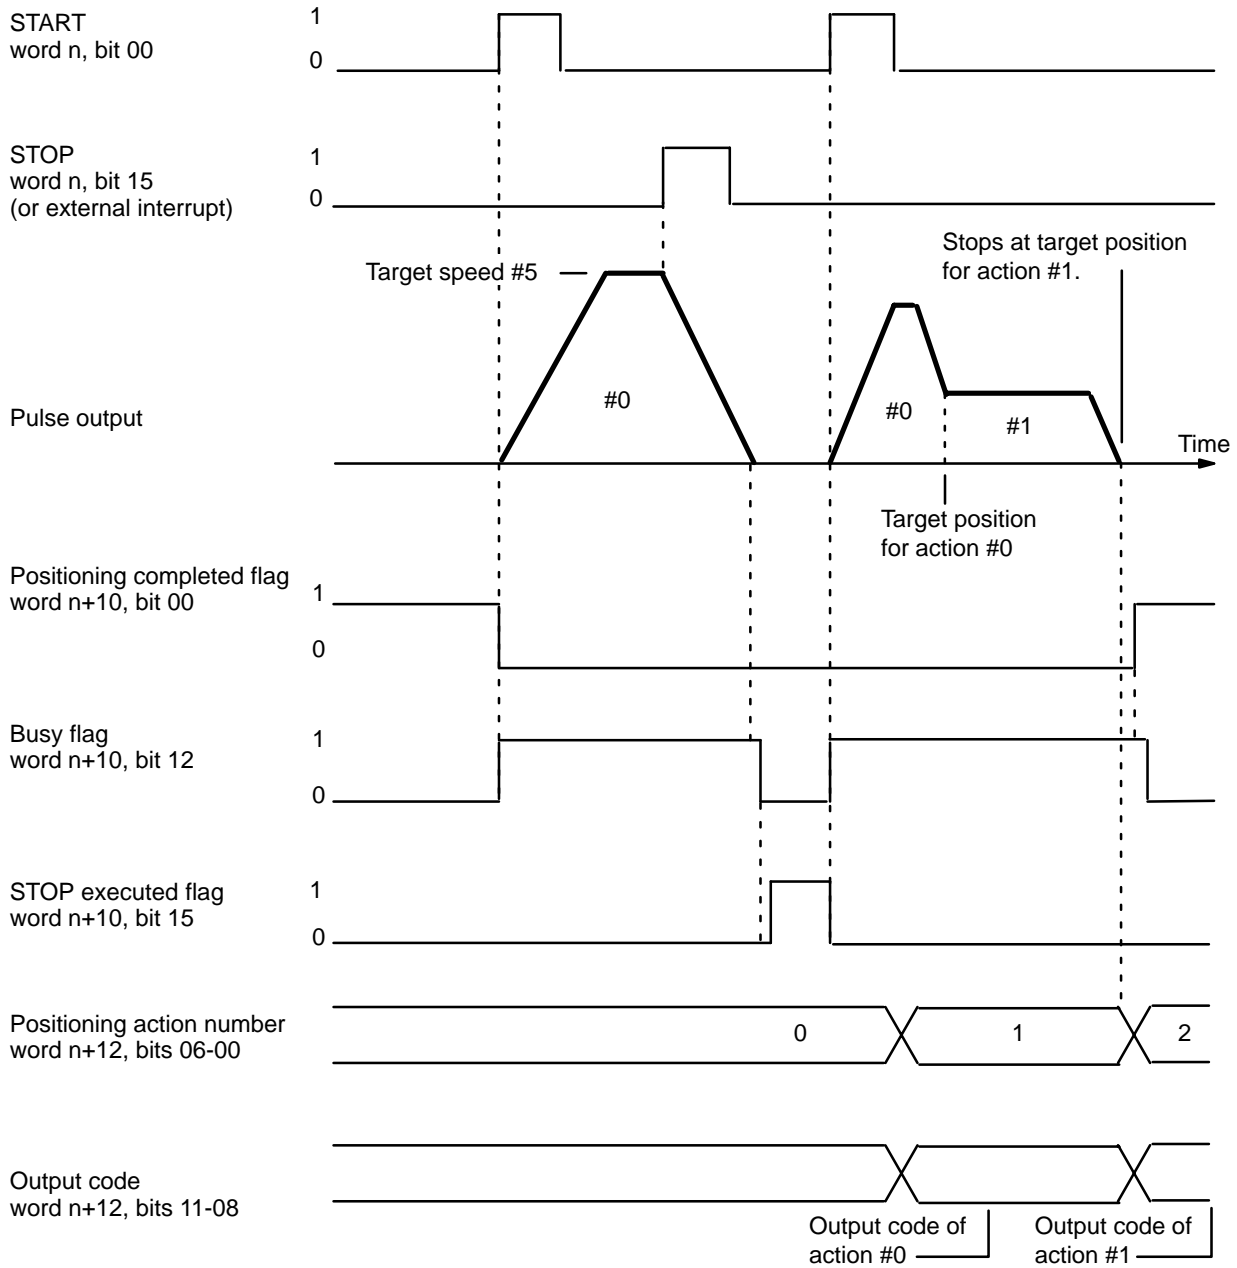 START
word n, bit 00
1
0
STOP
word n, bit 15
(or external interrupt)
1
0
Stops at target position
for action #1.
Target speed #5
Pulse output
#0
#0
#1
Time
Target position
for action #0
Positioning completed flag
word n+10, bit 00
1
0
Busy flag
word n+10, bit 12
1
0
STOP executed flag
word n+10, bit 15
1
0
Positioning action number
word n+12, bits 06-00
0
1
2
Output code
word n+12, bits 11-08
Output code of
action #0
Output code of
action #1